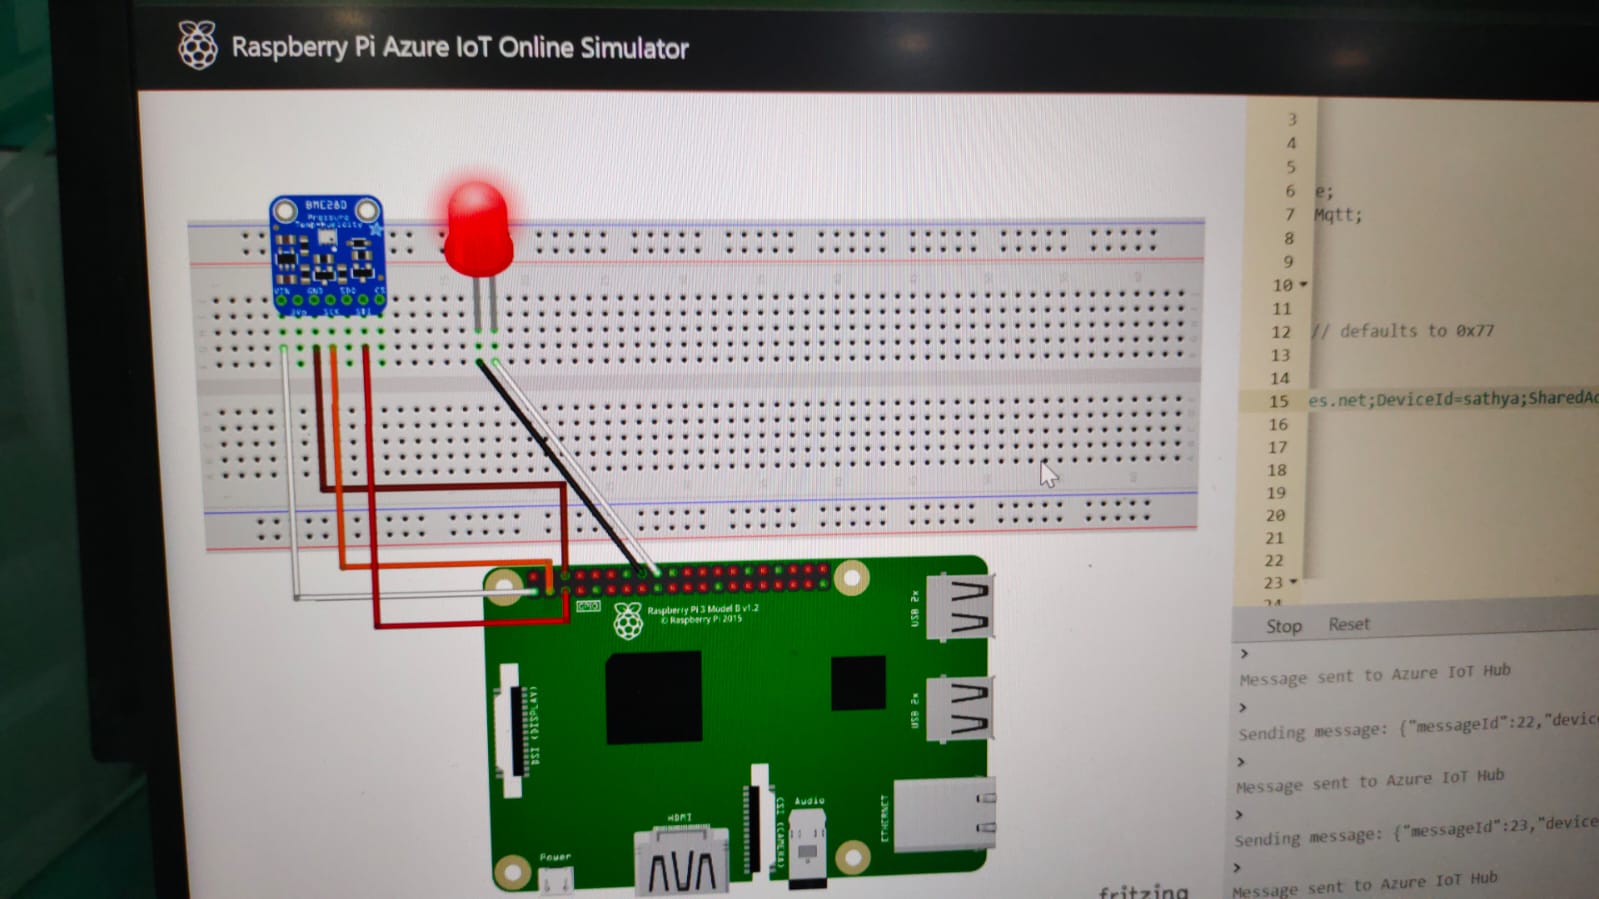 Raspberry Pi Azure IoT Online Simulator
BME280
Pressure
Temp+Humidity
VIN GND SDO CS
3Vo SCK SDI
3
4
5
6 e;
7 Mqtt;
8
9
10
11
12 // defaults to 0x77
13
14
15 es.net;DeviceId=sathya;SharedAc
16
17
18
19
20
21
22
23
24
Stop Reset
>
Message sent to Azure IoT Hub
>
Sending message: {"messageId":22,"device
>
Message sent to Azure IoT Hub
>
Sending message: {"messageId":23,"device
>
Message sent to Azure IoT Hub
Raspberry Pi 3 Model B v1.2
© Raspberry Pi 2015
USB 2x
USB 2x
DSI (DISPLAY)
CSI (CAMERA)
Audio
ETHERNET
HDMI
Power
fritzing